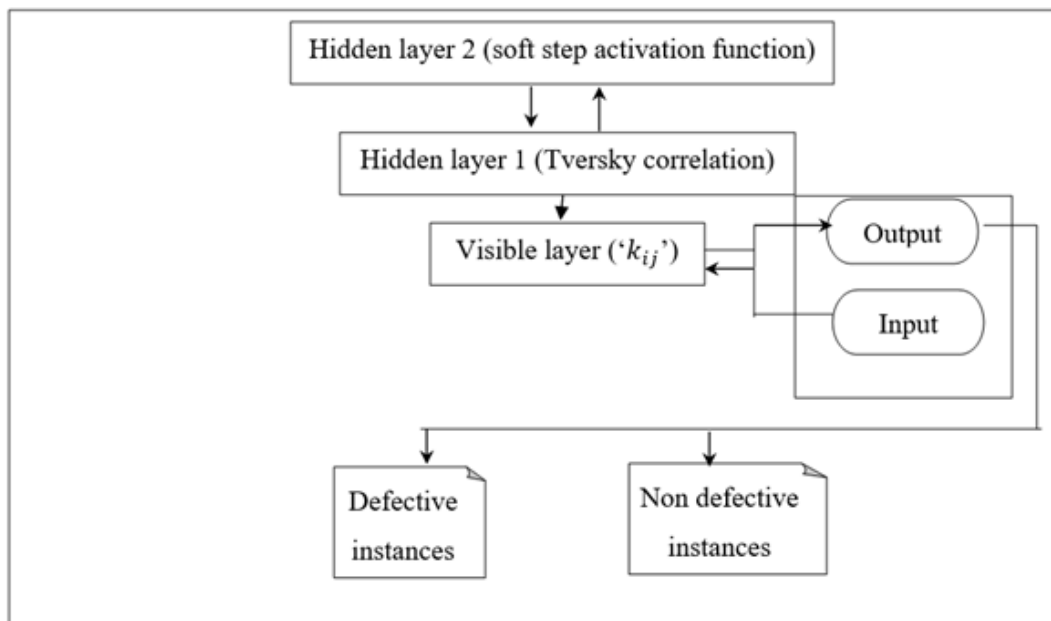 Hidden layer 2 (soft step activation function)
Hidden layer 1 (Tversky correlation)
Visible layer (‘𝑘𝑖𝑗’)
Output
Input
Defective
instances
Non defective
instances